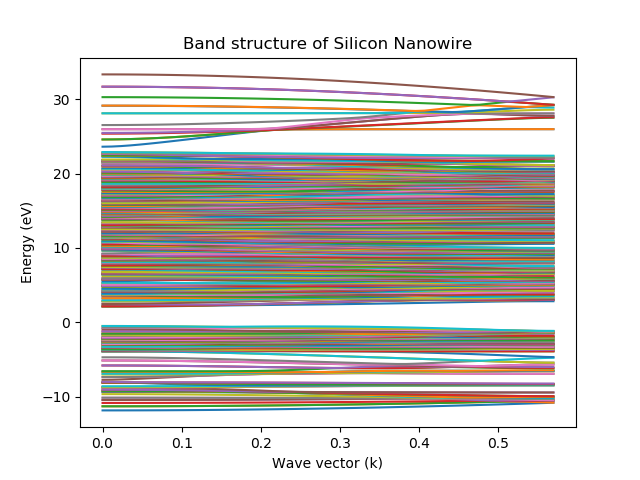 Band structure of Silicon Nanowire
30
20
10
0
−10
Energy (eV)
0.0 0.1 0.2 0.3 0.4 0.5
Wave vector (k)